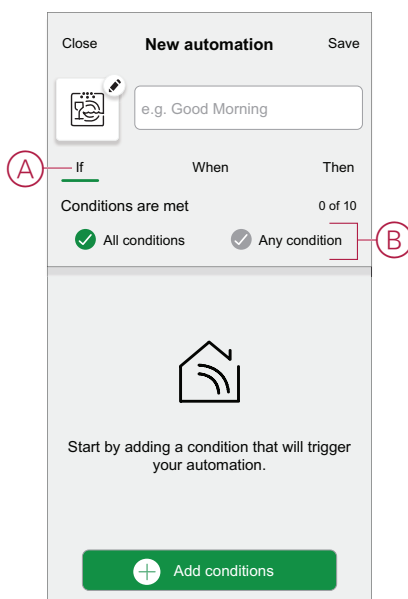 Close New automation Save
e.g. Good Morning
A If When Then
Conditions are met 0 of 10
All conditions Any condition B
Start by adding a condition that will trigger
your automation.
Add conditions